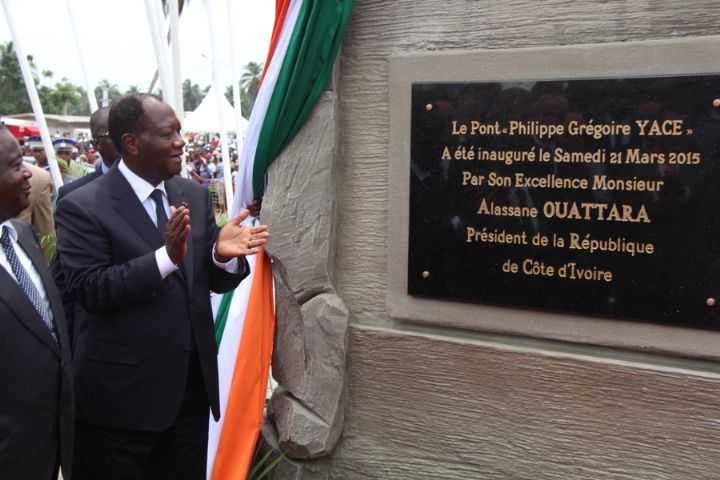 Le Pont «Philippe Grégoire YACE»
A été inauguré le Samedi 21 Mars 2015
Par Son Excellence Monsieur
Alassane OUATTARA
Président de la République
de Côte d'Ivoire